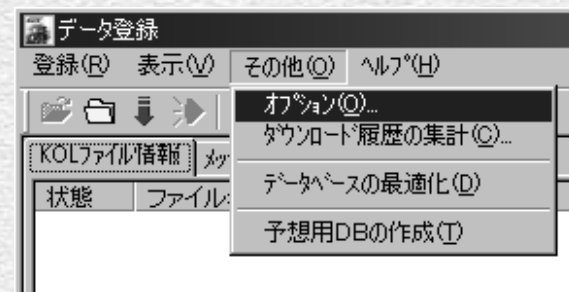 データ登録
登録(R) 表示(V) その他(O) ﾍﾙﾌﾟ(H)
ｵﾌﾟｼｮﾝ(O)...
ﾀﾞｳﾝﾛｰﾄﾞ履歴の集計(C)...
KOLﾌｧｲﾙ情報 ﾒｯ
ﾃﾞｰﾀﾍﾞｰｽの最適化(D)
状態 ファイル
予想用DBの作成(T)